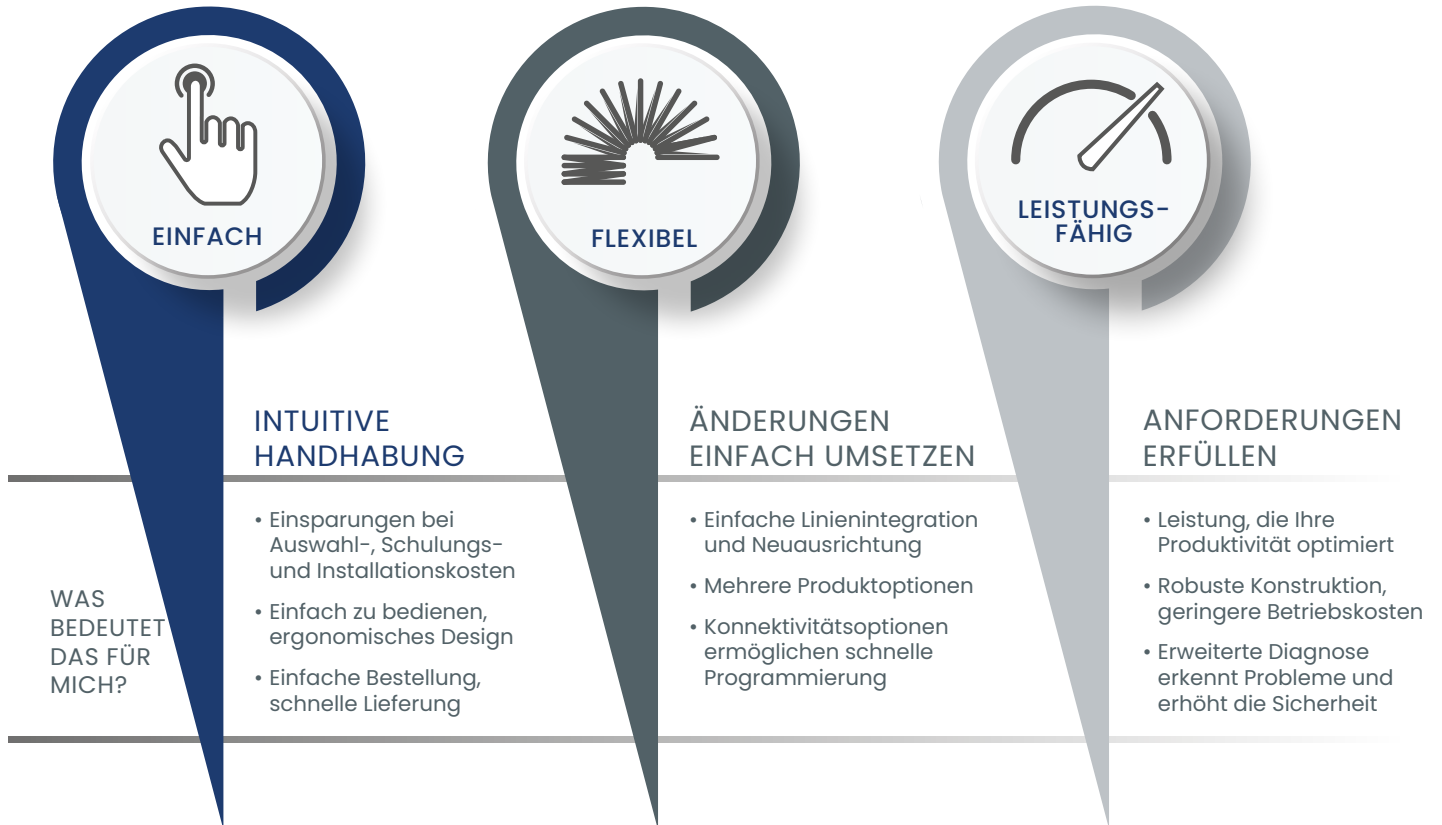 EINFACH
FLEXIBEL
LEISTUNGS-
FÄHIG
INTUITIVE
HANDHABUNG
ÄNDERUNGEN
EINFACH UMSETZEN
ANFORDERUNGEN
ERFÜLLEN
WAS
BEDEUTET
DAS FÜR
MICH?
• Einsparungen bei
Auswahl-, Schulungs-
und Installationskosten
• Einfach zu bedienen,
ergonomisches Design
• Einfache Bestellung,
schnelle Lieferung
• Einfache Linienintegration
und Neuausrichtung
• Mehrere Produktoptionen
• Konnektivitätsoptionen
ermöglichen schnelle
Programmierung
• Leistung, die Ihre
Produktivität optimiert
• Robuste Konstruktion,
geringere Betriebskosten
• Erweiterte Diagnose
erkennt Probleme und
erhöht die Sicherheit